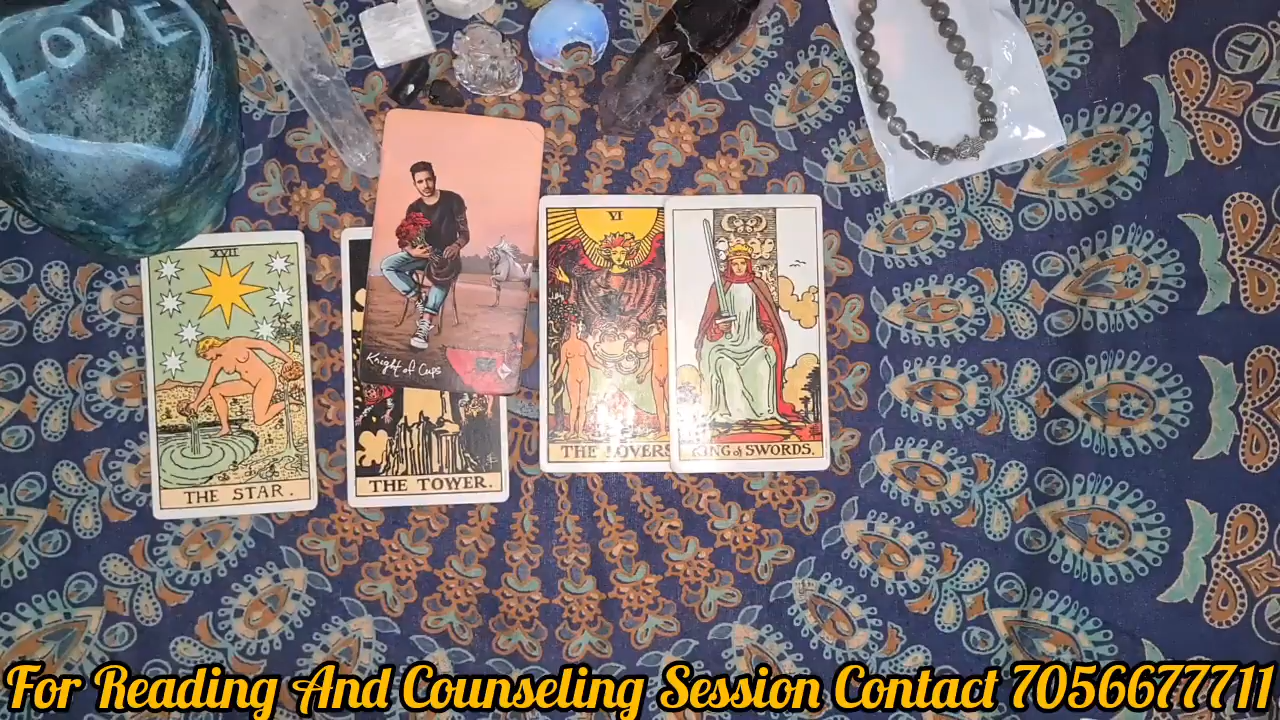 LOVE
XVII
THE STAR.
THE TOWER.
Knight of Cups
VI
THE LOVERS
KING of SWORDS.
For Reading And Counseling Session Contact 7056677711